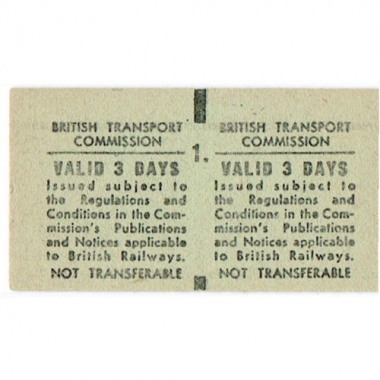 BRITISH TRANSPORT
COMMISSION
VALID 3 DAYS
Issued subject to
the Regulations and
Conditions in the Com-
mission's Publications
and Notices applicable
to British Railways.
NOT TRANSFERABLE
1.
BRITISH TRANSPORT
COMMISSION
VALID 3 DAYS
Issued subject to
the Regulations and
Conditions in the Com-
mission's Publications
and Notices applicable
to British Railways.
NOT TRANSFERABLE